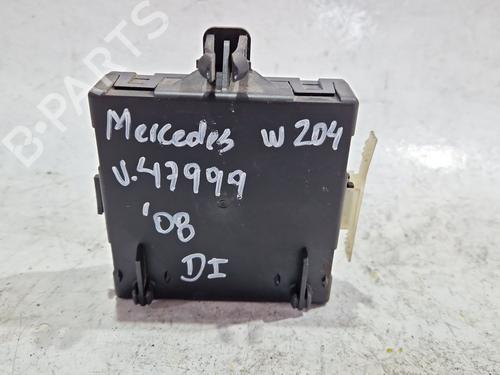 B-PARTS
Mercedes W204
V.47999
'08
DI